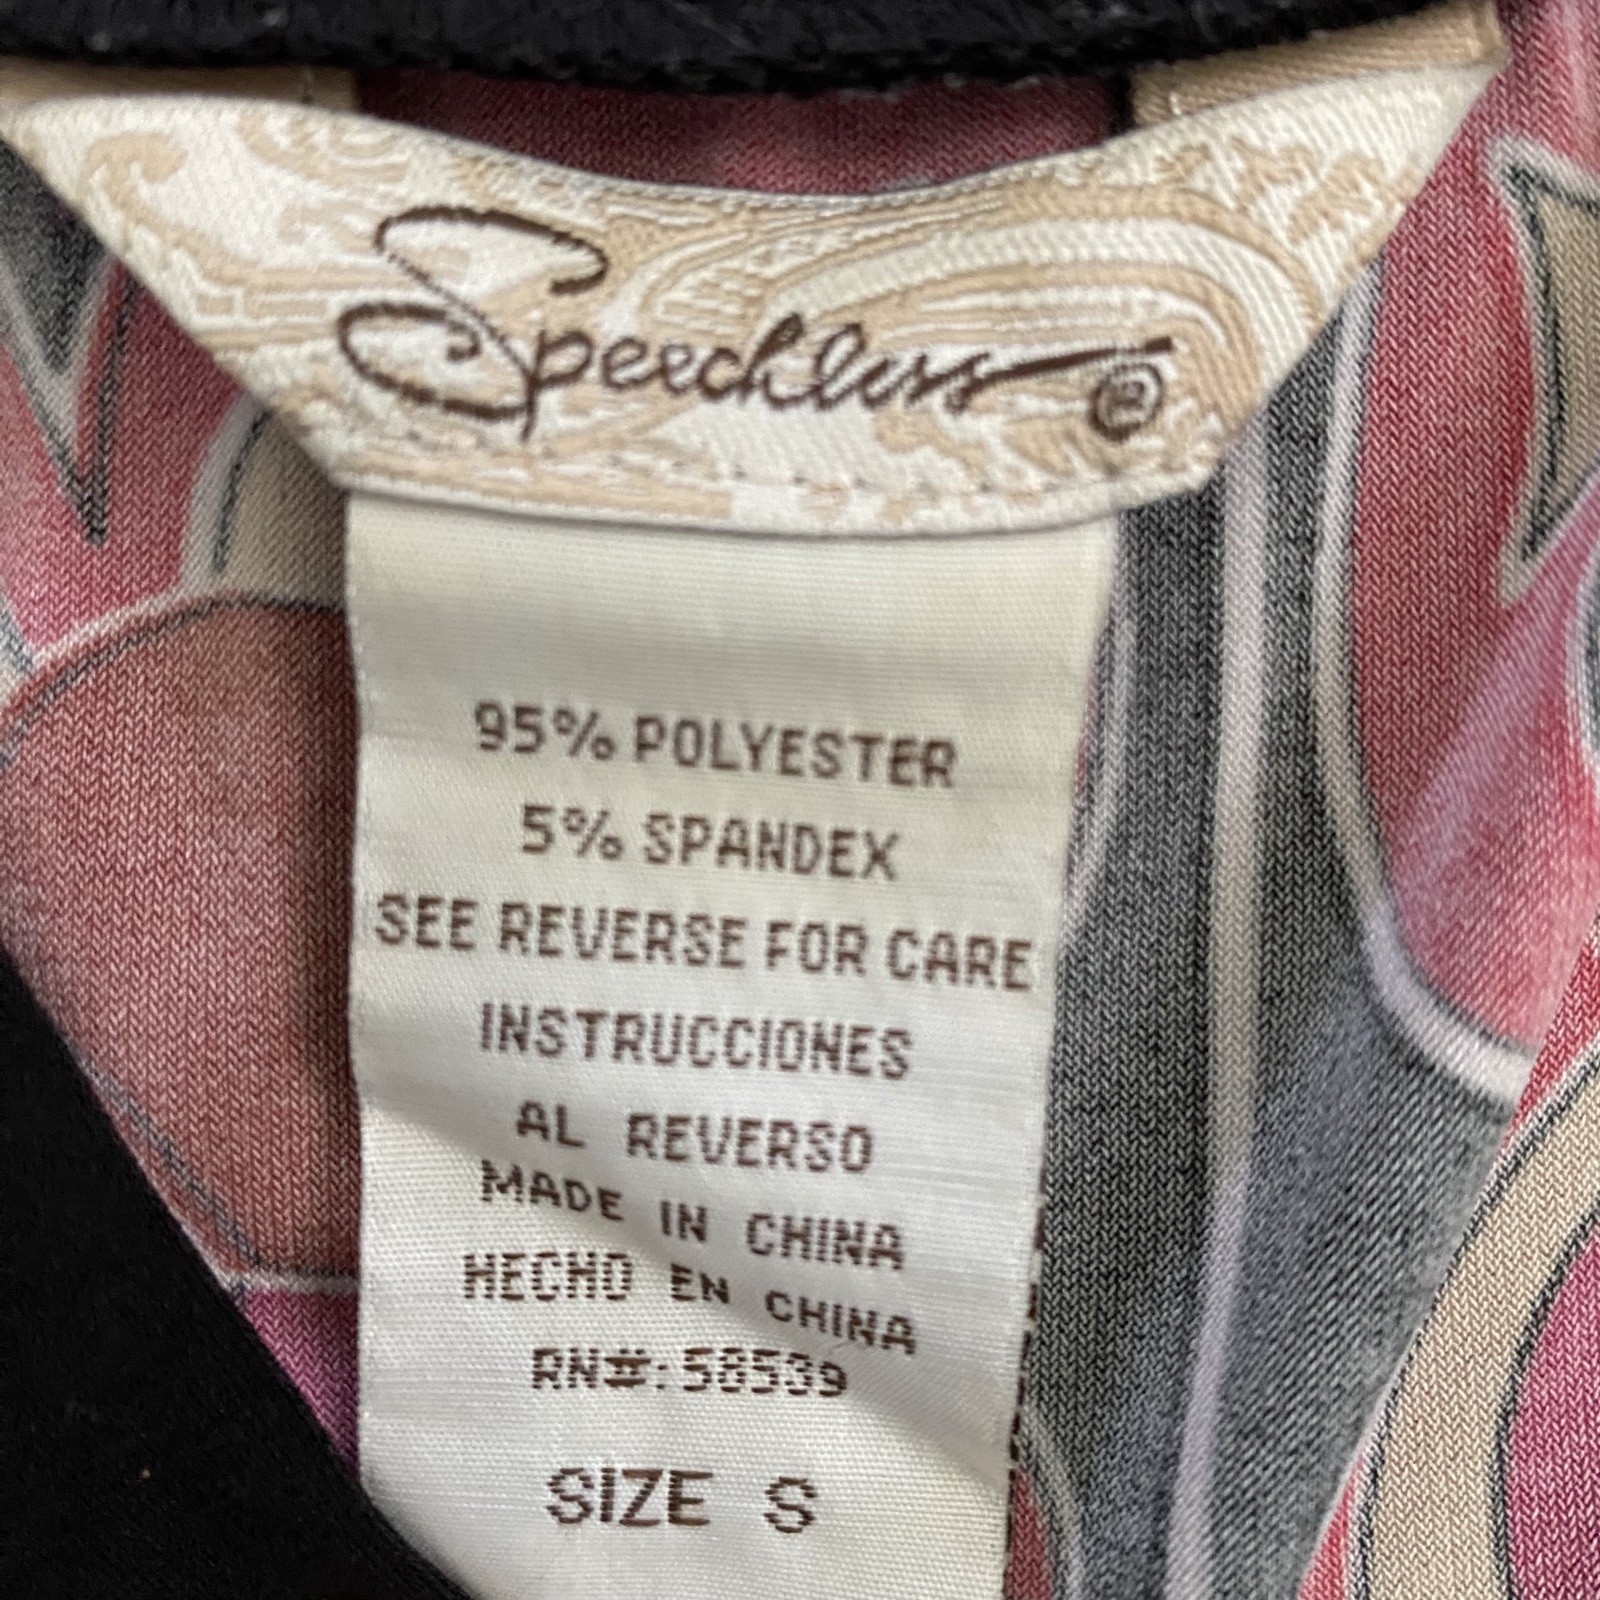 Speechless ®
95% POLYESTER
5% SPANDEX
SEE REVERSE FOR CARE
INSTRUCCIONES
AL REVERSO
MADE IN CHINA
HECHO EN CHINA
RN#:58539
SIZE S